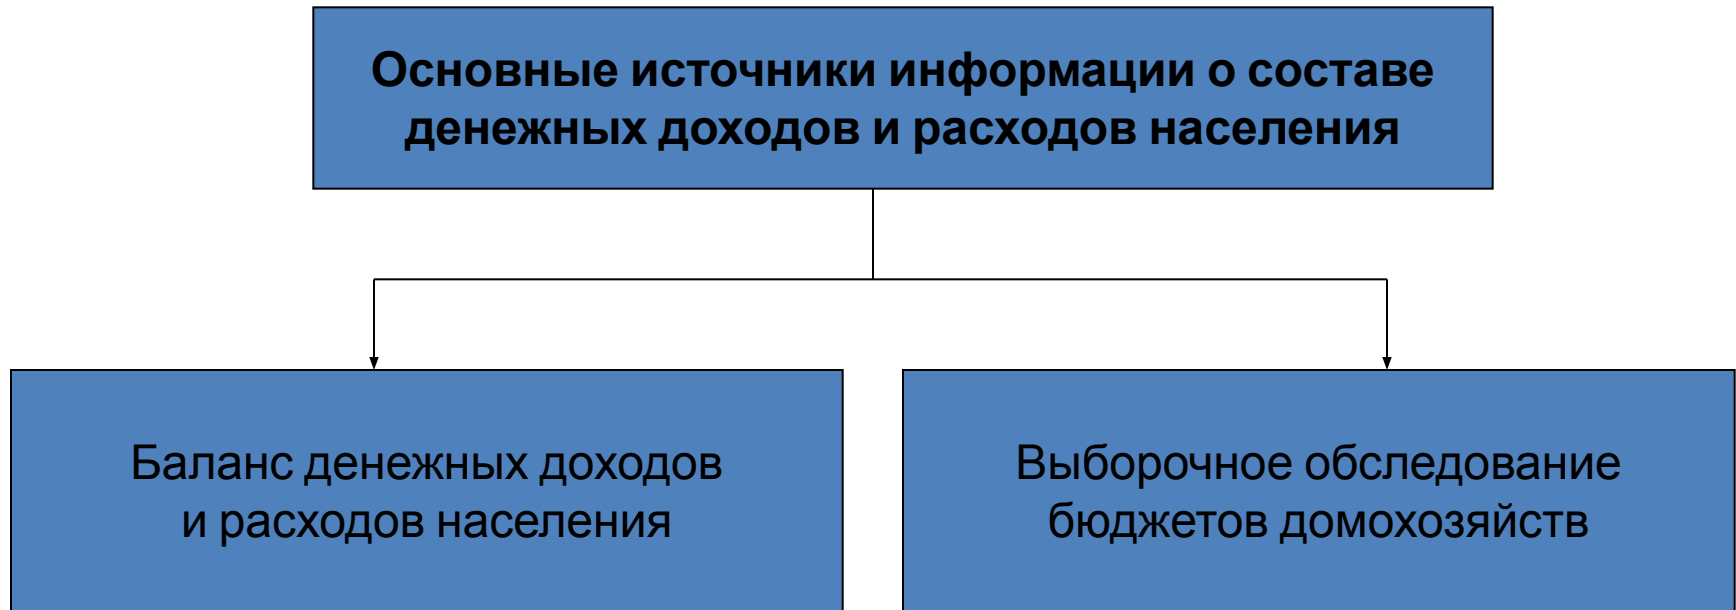 Основные источники информации о составе
денежных доходов и расходов населения
Баланс денежных доходов
и расходов населения
Выборочное обследование
бюджетов домохозяйств